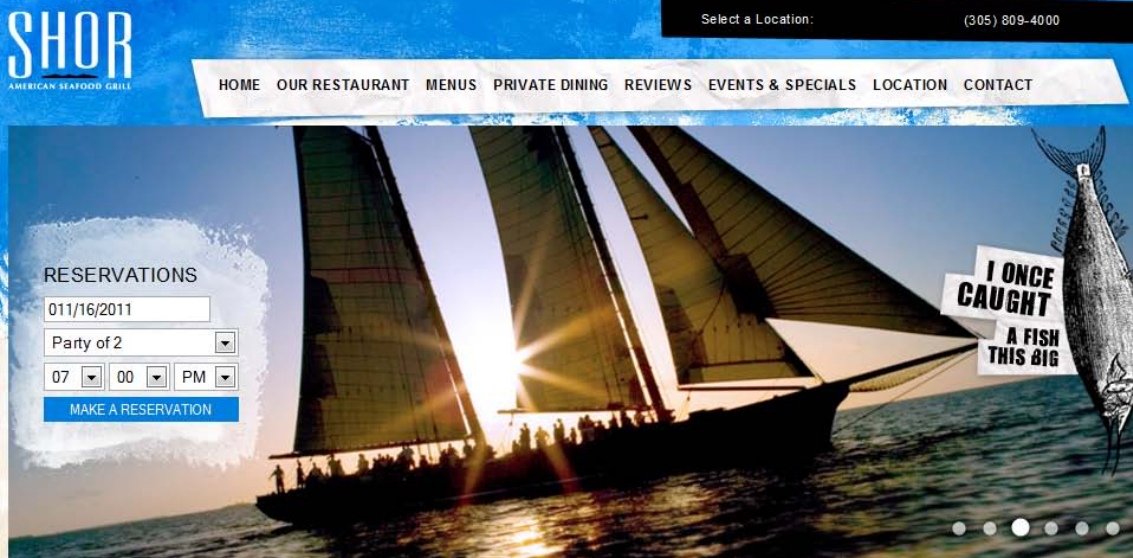 SHOR
AMERICAN SEAFOOD GRILL
Select a Location:
(305) 809-4000
HOME OUR RESTAURANT MENUS PRIVATE DINING REVIEWS EVENTS & SPECIALS LOCATION CONTACT
RESERVATIONS
011/16/2011
Party of 2
07 00 PM
MAKE A RESERVATION
I ONCE
CAUGHT
A FISH
THIS BIG